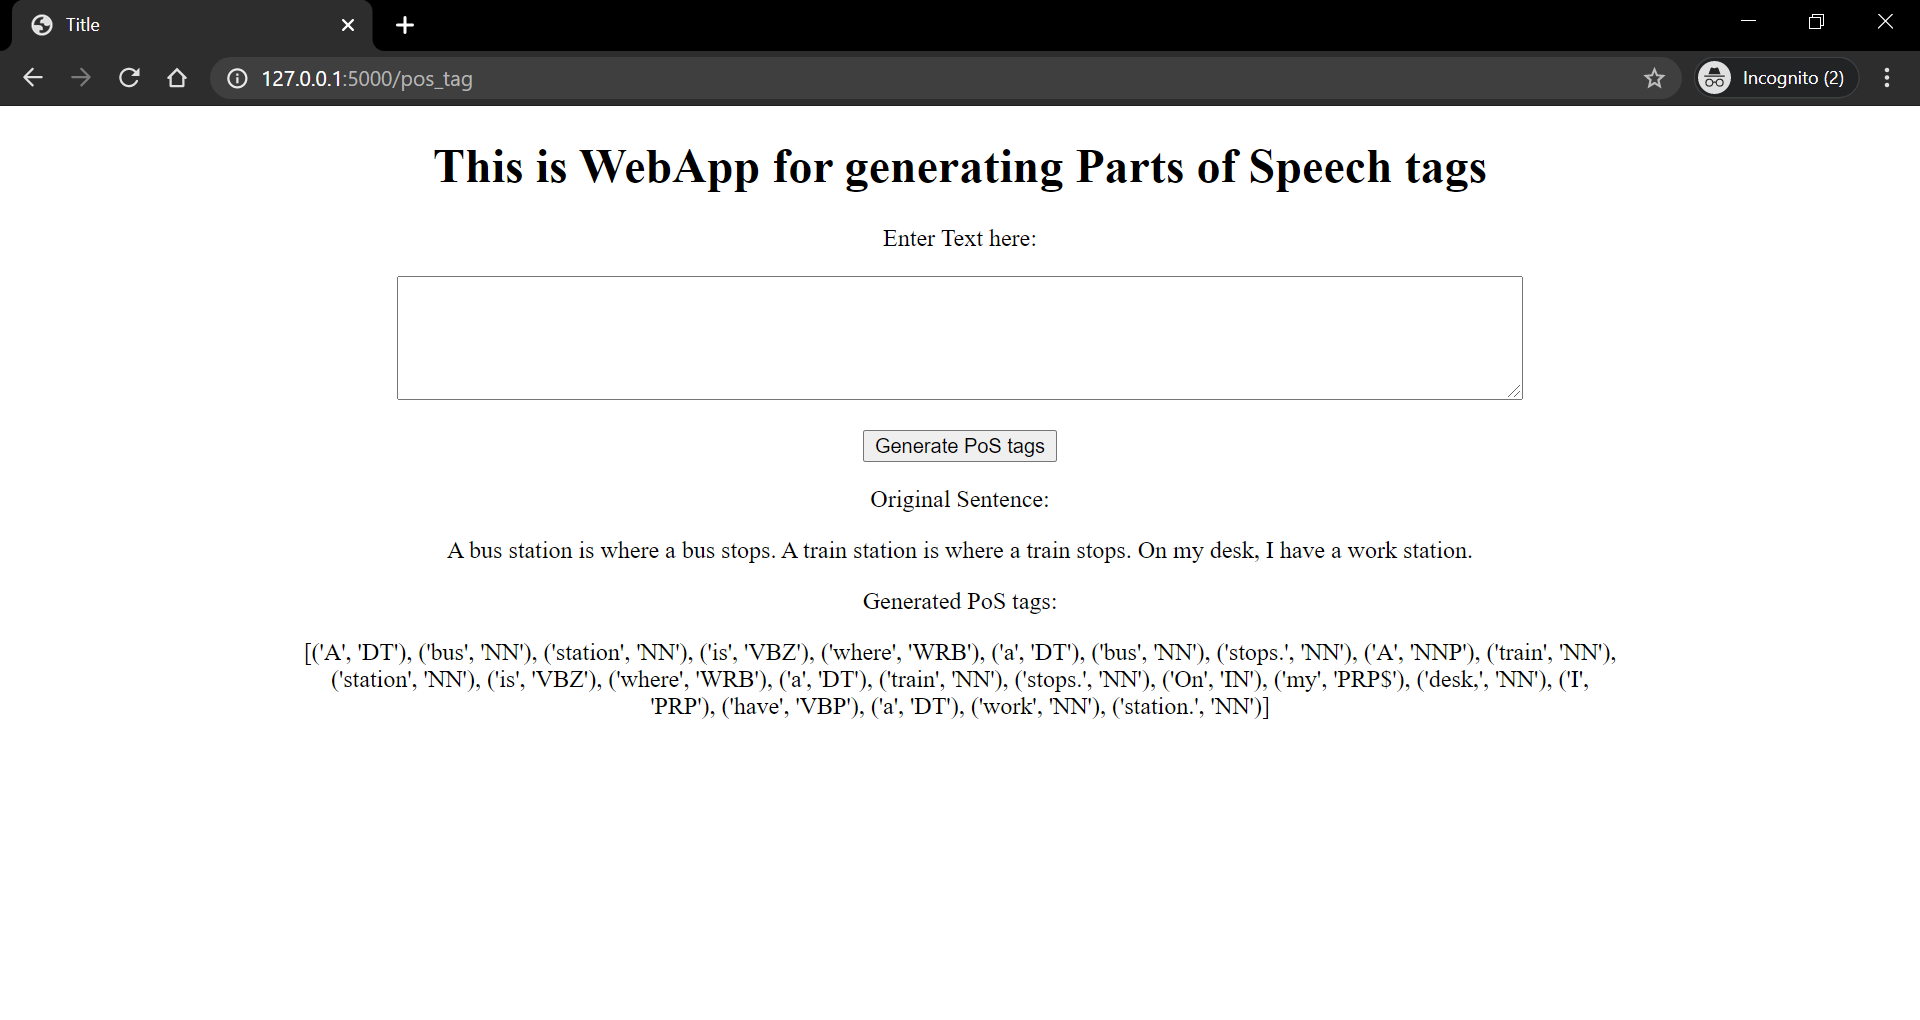 Title
127.0.0.1:5000/pos_tag
Incognito (2)
This is WebApp for generating Parts of Speech tags
Enter Text here:
Generate PoS tags
Original Sentence:
A bus station is where a bus stops. A train station is where a train stops. On my desk, I have a work station.
Generated PoS tags:
[('A', 'DT'), ('bus', 'NN'), ('station', 'NN'), ('is', 'VBZ'), ('where', 'WRB'), ('a', 'DT'), ('bus', 'NN'), ('stops.', 'NN'), ('A', 'NNP'), ('train', 'NN'),
('station', 'NN'), ('is', 'VBZ'), ('where', 'WRB'), ('a', 'DT'), ('train', 'NN'), ('stops.', 'NN'), ('On', 'IN'), ('my', 'PRP$'), ('desk,', 'NN'), ('I',
'PRP'), ('have', 'VBP'), ('a', 'DT'), ('work', 'NN'), ('station.', 'NN')]